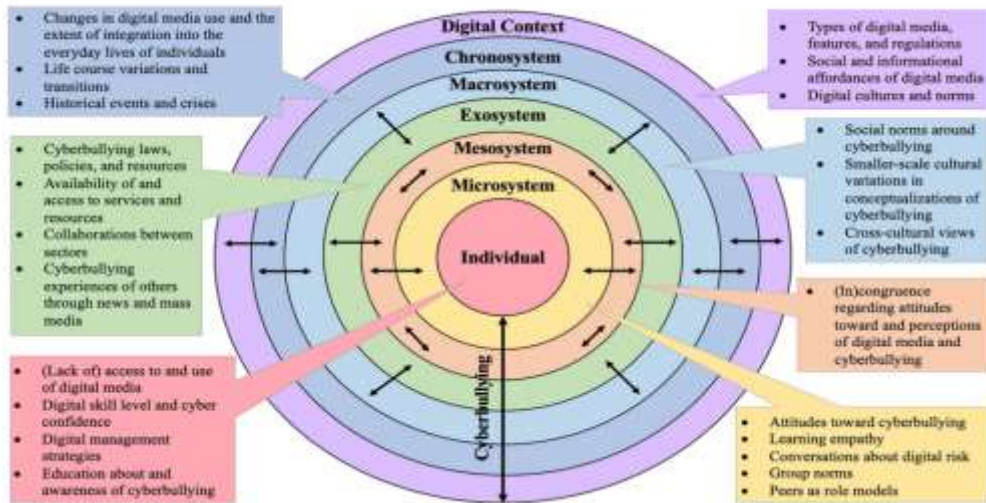 • Changes in digital media use and the
extent of integration into the
everyday lives of individuals
• Life course variations and
transitions
• Historical events and crises
• Cyberbullying laws,
policies, and resources
• Availability of and
access to services and
resources
• Collaborations between
sectors
• Cyberbullying
experiences of others
through news and mass
media
• (Lack of) access to and use
of digital media
• Digital skill level and cyber
confidence
• Digital management
strategies
• Education about and
awareness of cyberbullying
Digital Context
Chronosystem
Macrosystem
Exosystem
Mesosystem
Microsystem
Individual
Cyberbullying
• Types of digital media,
features, and regulations
• Social and informational
affordances of digital media
• Digital cultures and norms
• Social norms around
cyberbullying
• Smaller-scale cultural
variations in
conceptualizations of
cyberbullying
• Cross-cultural views
of cyberbullying
• (In)congruence
regarding attitudes
toward and perceptions
of digital media and
cyberbullying
• Attitudes toward cyberbullying
• Learning empathy
• Conversations about digital risk
• Group norms
• Peers as role models